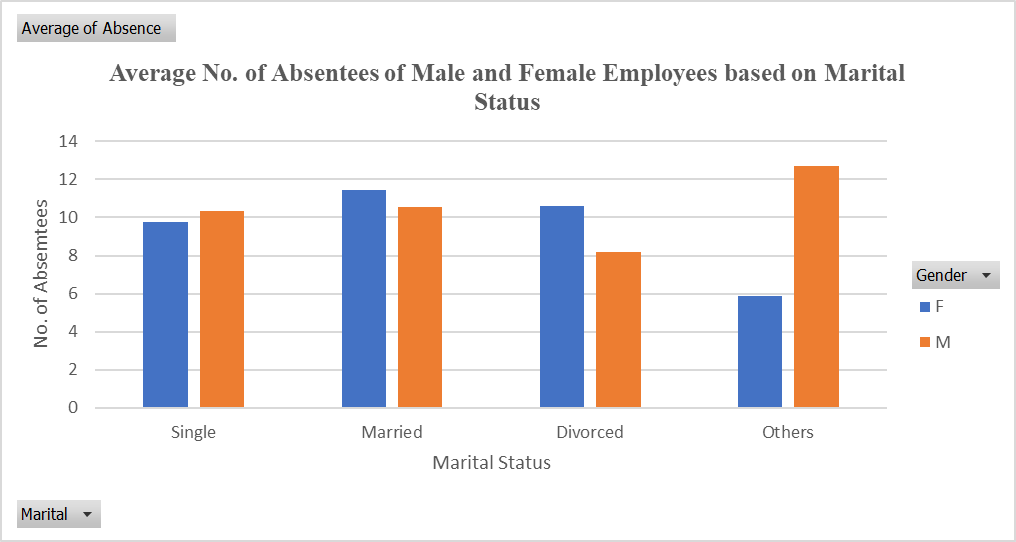 Average of Absence
Average No. of Absentees of Male and Female Employees based on Marital
Status
14
12
10
8
6
4
2
0
No. of Absemtees
Single
Married
Divorced
Others
Marital Status
Gender
F
M
Marital